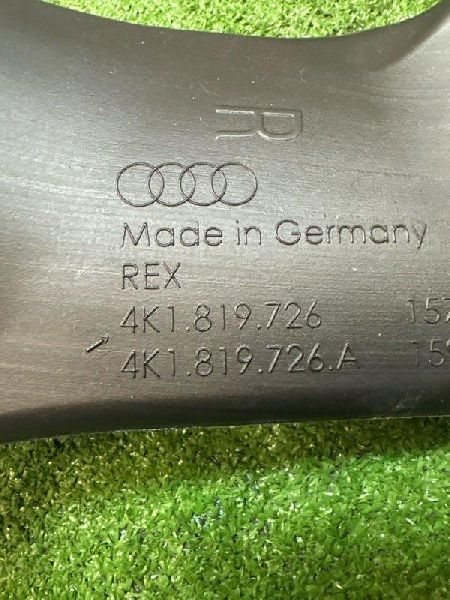 R
Made in Germany
REX
4K1.819.726
4K1.819.726.A